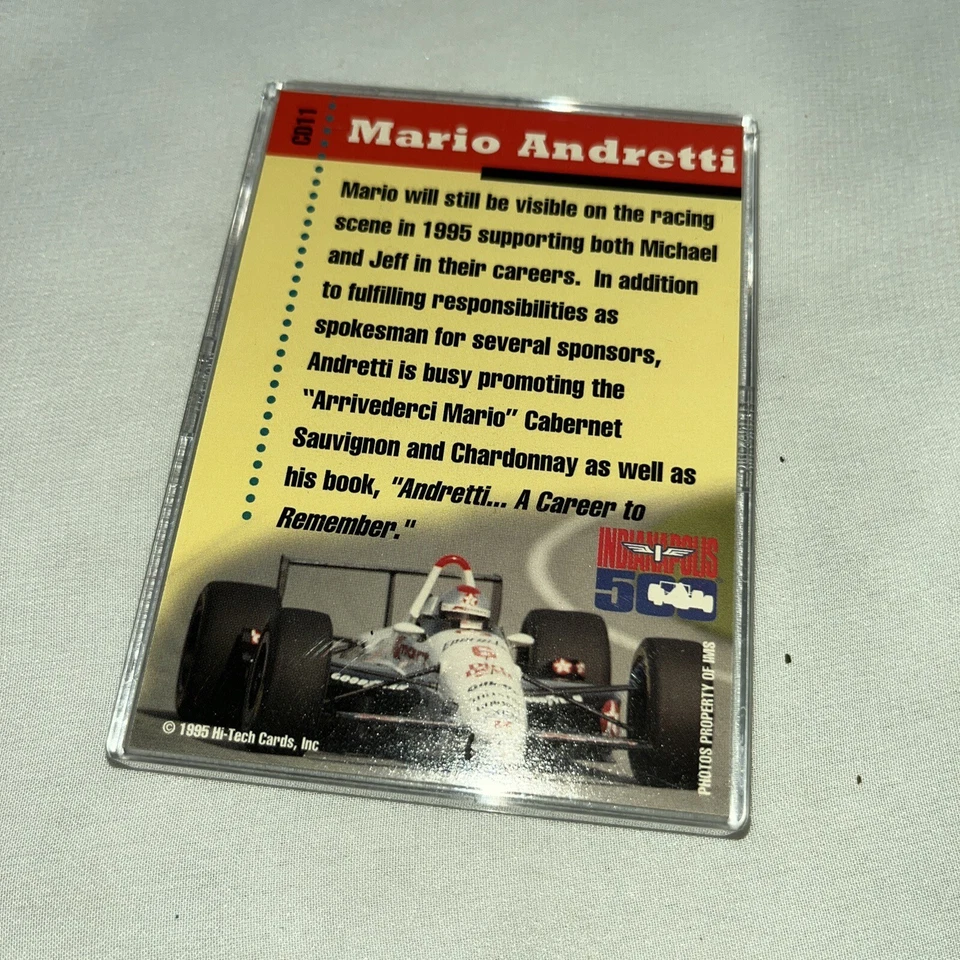 CD11
Mario Andretti
Mario will still be visible on the racing
scene in 1995 supporting both Michael
and Jeff in their careers. In addition
to fulfilling responsibilities as
spokesman for several sponsors,
Andretti is busy promoting the
“Arrivederci Mario” Cabernet
Sauvignon and Chardonnay as well as
his book, "Andretti... A Career to
Remember."
INDIANAPOLIS
500
6
GOODYEAR
© 1995 Hi-Tech Cards, Inc
PHOTOS PROPERTY OF IMS